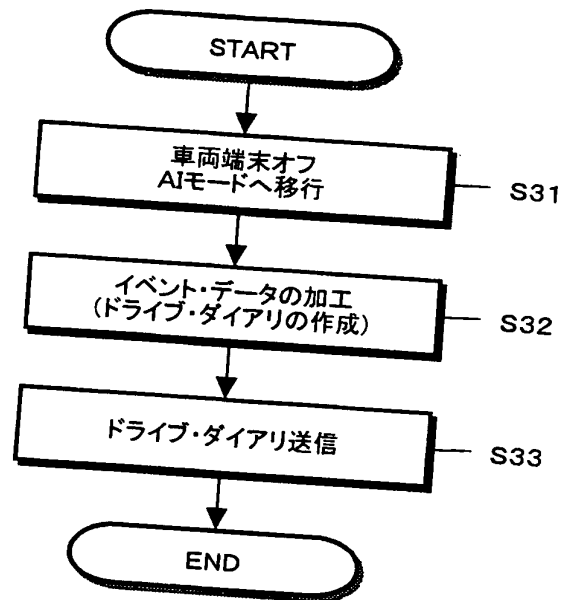 START
車両端末オフ
AIモードへ移行
S31
イベント・データの加工
(ドライブ・ダイアリの作成)
S32
ドライブ・ダイアリ送信
S33
END